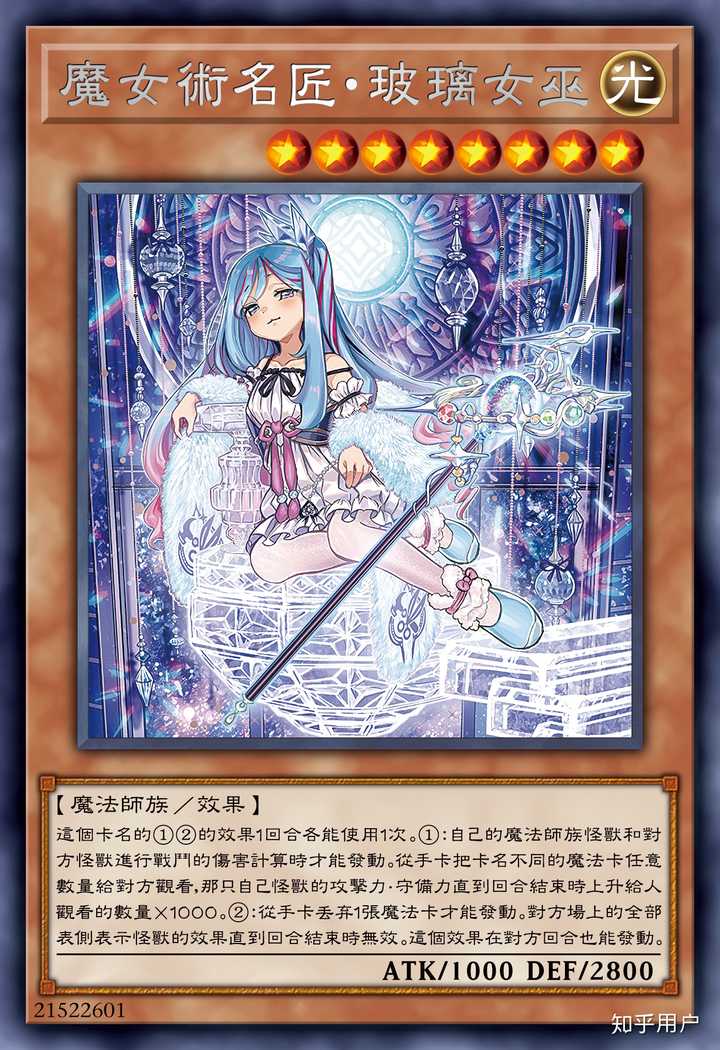 魔女術名匠・玻璃女巫 光
【魔法師族／效果】
這個卡名的①②的效果1回合各能使用1次。①:自己的魔法師族怪獸和對
方怪獸進行戰鬥的傷害計算時才能發動。從手卡把卡名不同的魔法卡任意
數量給對方觀看,那只自己怪獸的攻擊力·守備力直到回合結束時上升給人
觀看的數量×1000。②:從手卡丟弃1張魔法卡才能發動。對方場上的全部
表側表示怪獸的效果直到回合結束時無效。這個效果在對方回合也能發動。
ATK/1000 DEF/2800
21522601
知乎用户